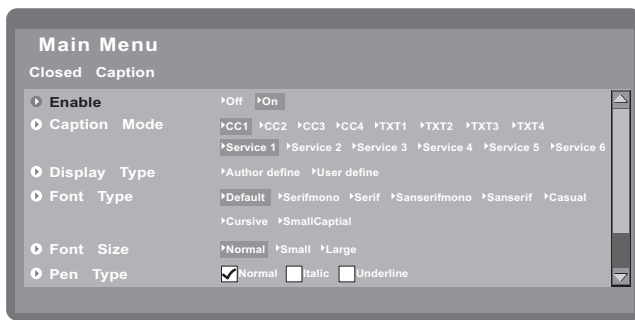 Main Menu
Closed Caption
Enable Off On
Caption Mode CC1 CC2 CC3 CC4 TXT1 TXT2 TXT3 TXT4
Service 1 Service 2 Service 3 Service 4 Service 5 Service 6
Display Type Author define User define
Font Type Default Serifmono Serif Sanserifmono Sanserif Casual
Cursive SmallCaptial
Font Size Normal Small Large
Pen Type Normal Italic Underline